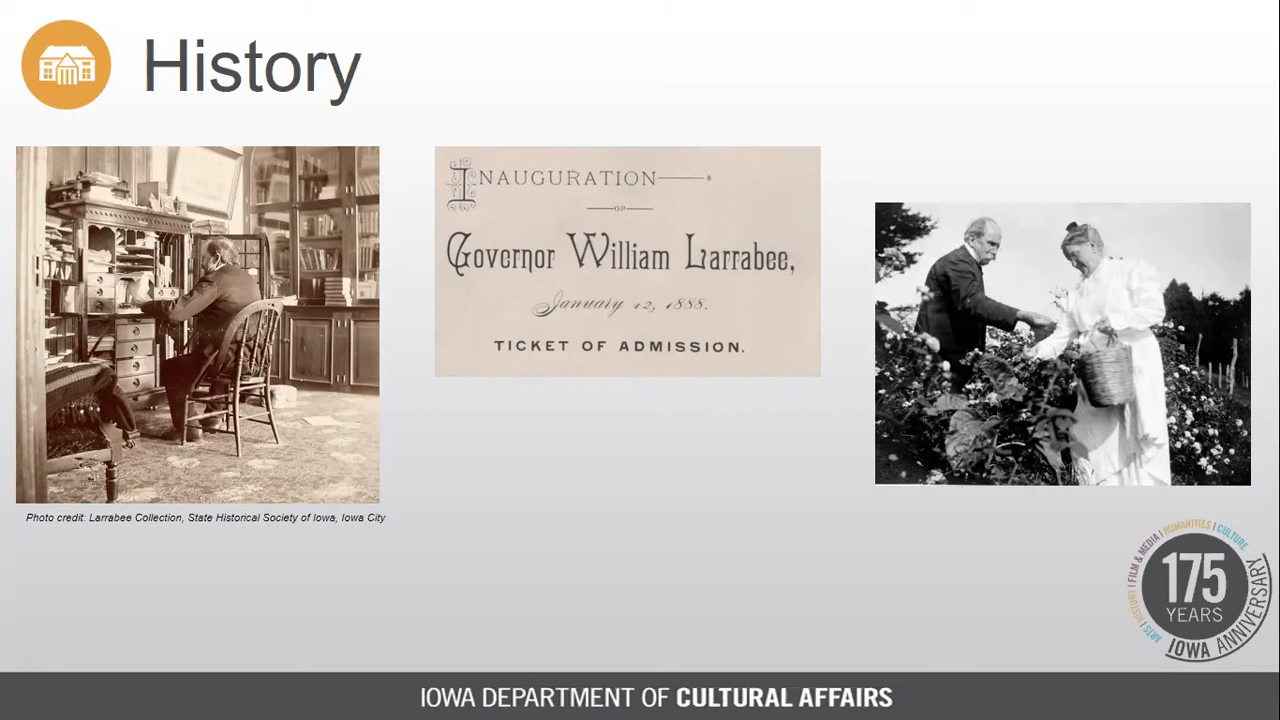 History
INAUGURATION
OF
Governor William Larrabee,
January 12, 1888.
TICKET OF ADMISSION.
Photo credit: Larrabee Collection, State Historical Society of Iowa, Iowa City
ARTS | HISTORY | FILM & MEDIA | HUMANITIES | CULTURE
175
YEARS
IOWA ANNIVERSARY
IOWA DEPARTMENT OF CULTURAL AFFAIRS